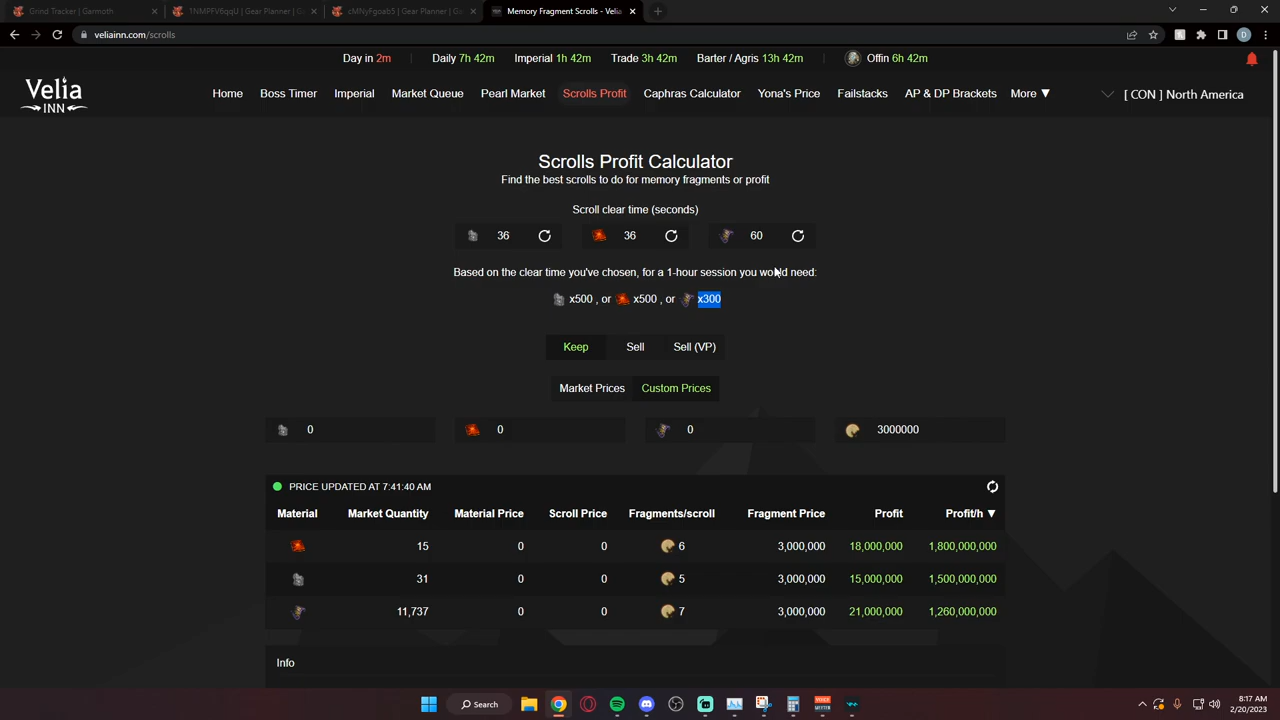 Grind Tracker | Garmoth
1NMPFV6qqU | Gear Planner | G
cMNyFgoab5 | Gear Planner | Ga
Memory Fragment Scrolls - Velia
veliainn.com/scrolls
Day in 2m
Daily 7h 42m
Imperial 1h 42m
Trade 3h 42m
Barter / Agris 13h 42m
Offin 6h 42m
Velia
INN
Home
Boss Timer
Imperial
Market Queue
Pearl Market
Scrolls Profit
Caphras Calculator
Yona's Price
Failstacks
AP & DP Brackets
More ▼
[ CON ] North America
Scrolls Profit Calculator
Find the best scrolls to do for memory fragments or profit
Scroll clear time (seconds)
36
36
60
Based on the clear time you've chosen, for a 1-hour session you would need:
x500 , or x500 , or x300
Keep
Sell
Sell (VP)
Market Prices
Custom Prices
0
0
0
3000000
PRICE UPDATED AT 7:41:40 AM
Material Market Quantity Material Price Scroll Price Fragments/scroll Fragment Price Profit Profit/h ▼
15 0 0 6 3,000,000 18,000,000 1,800,000,000
31 0 0 5 3,000,000 15,000,000 1,500,000,000
11,737 0 0 7 3,000,000 21,000,000 1,260,000,000
Info
Search
8:17 AM
2/20/2023